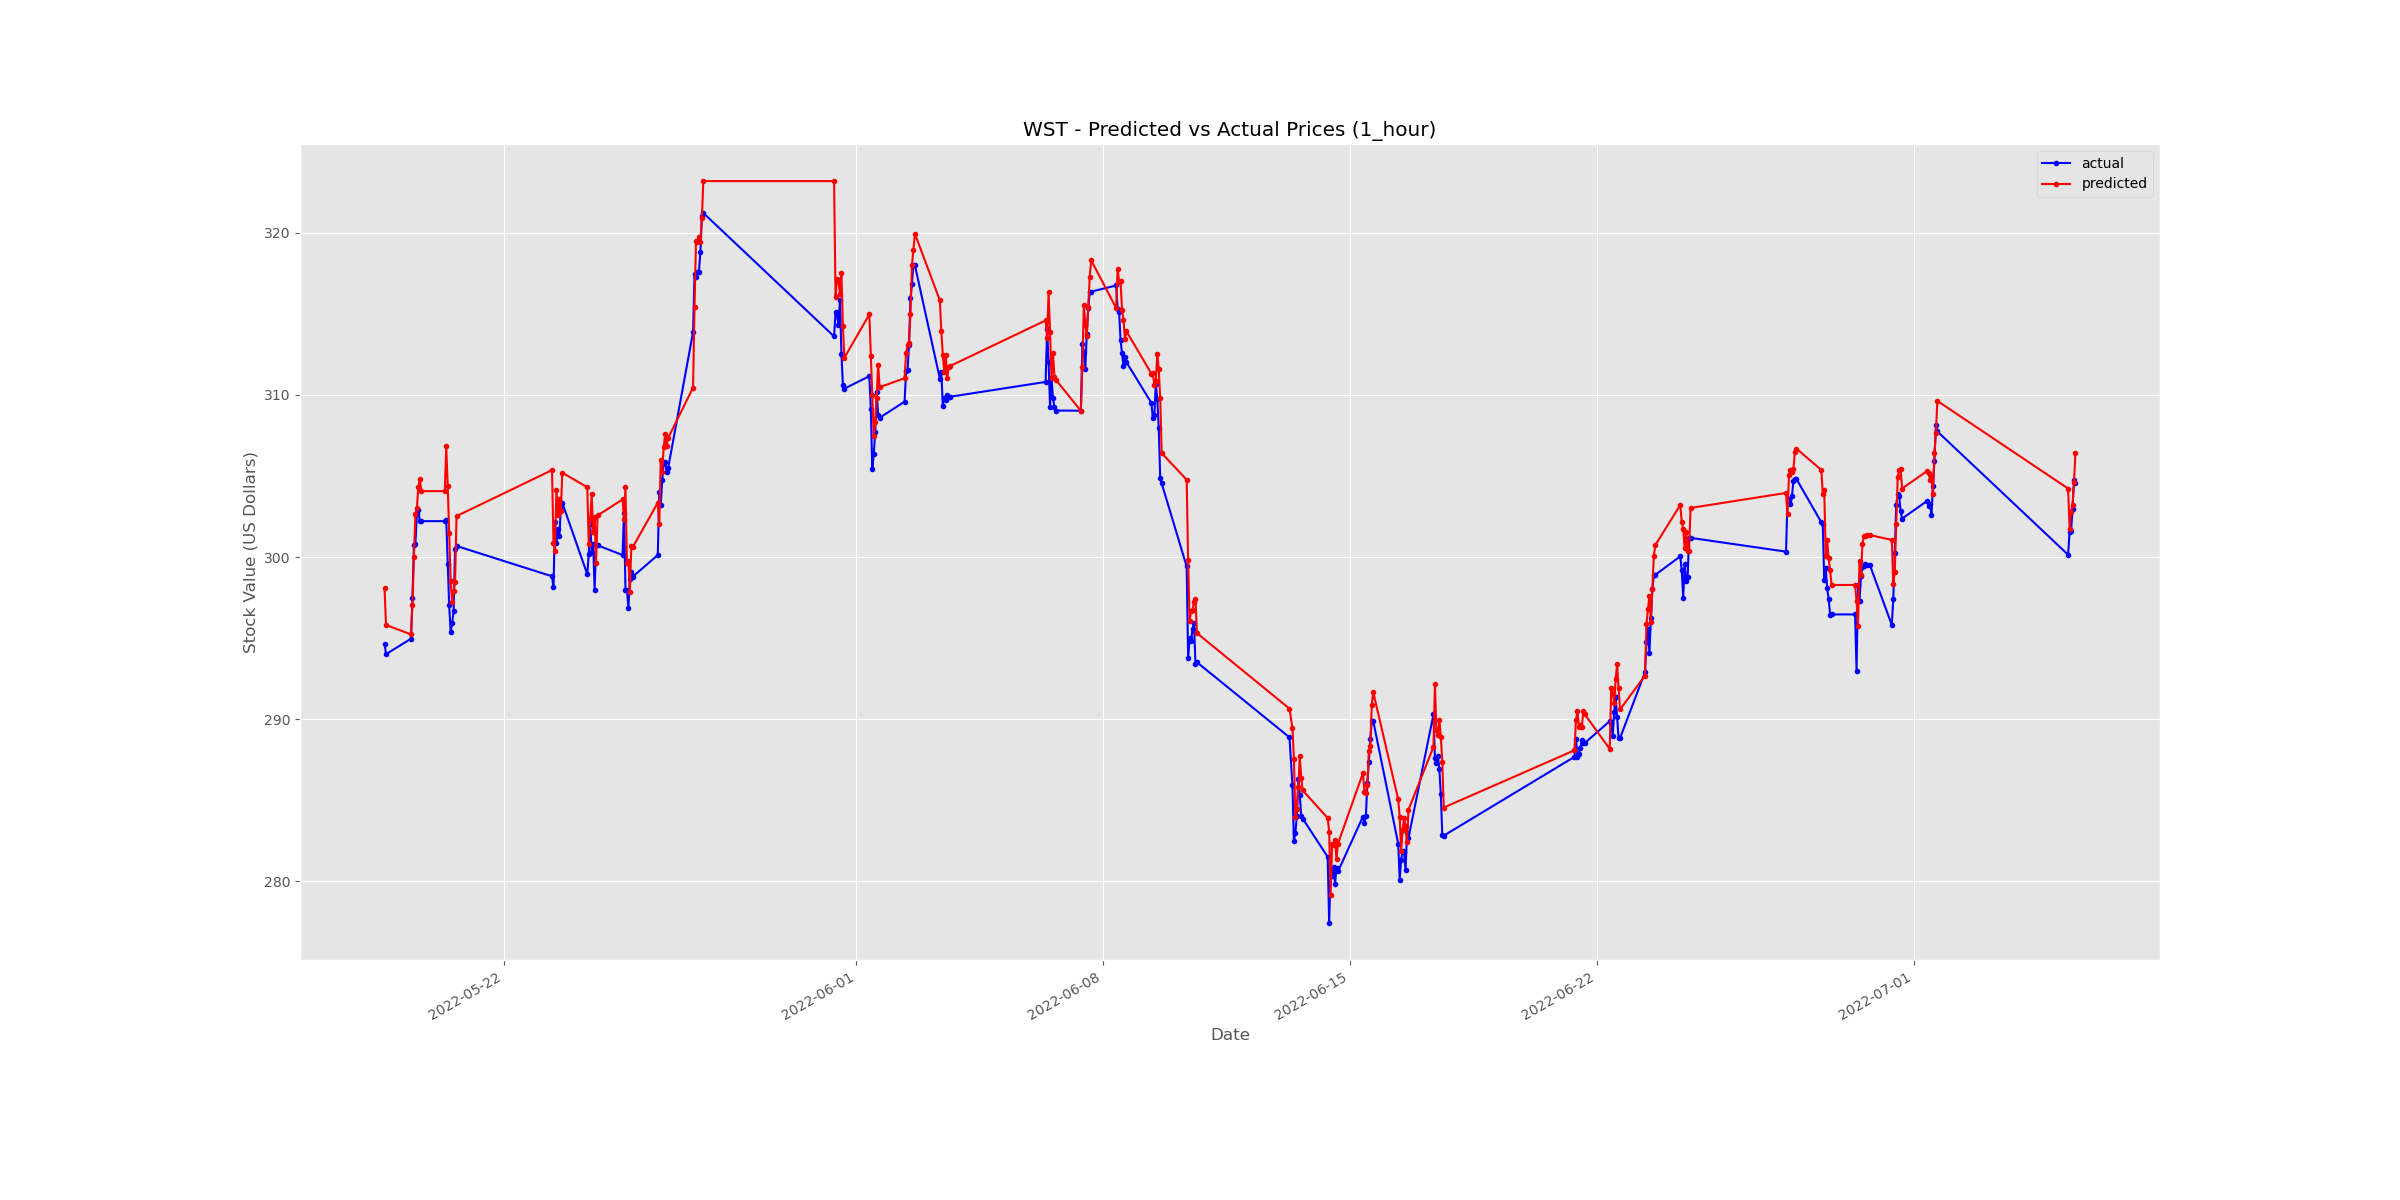 WST - Predicted vs Actual Prices (1_hour)
actual
predicted
Stock Value (US Dollars)
320
310
300
290
280
2022-05-22
2022-06-01
2022-06-08
2022-06-15
2022-06-22
2022-07-01
Date